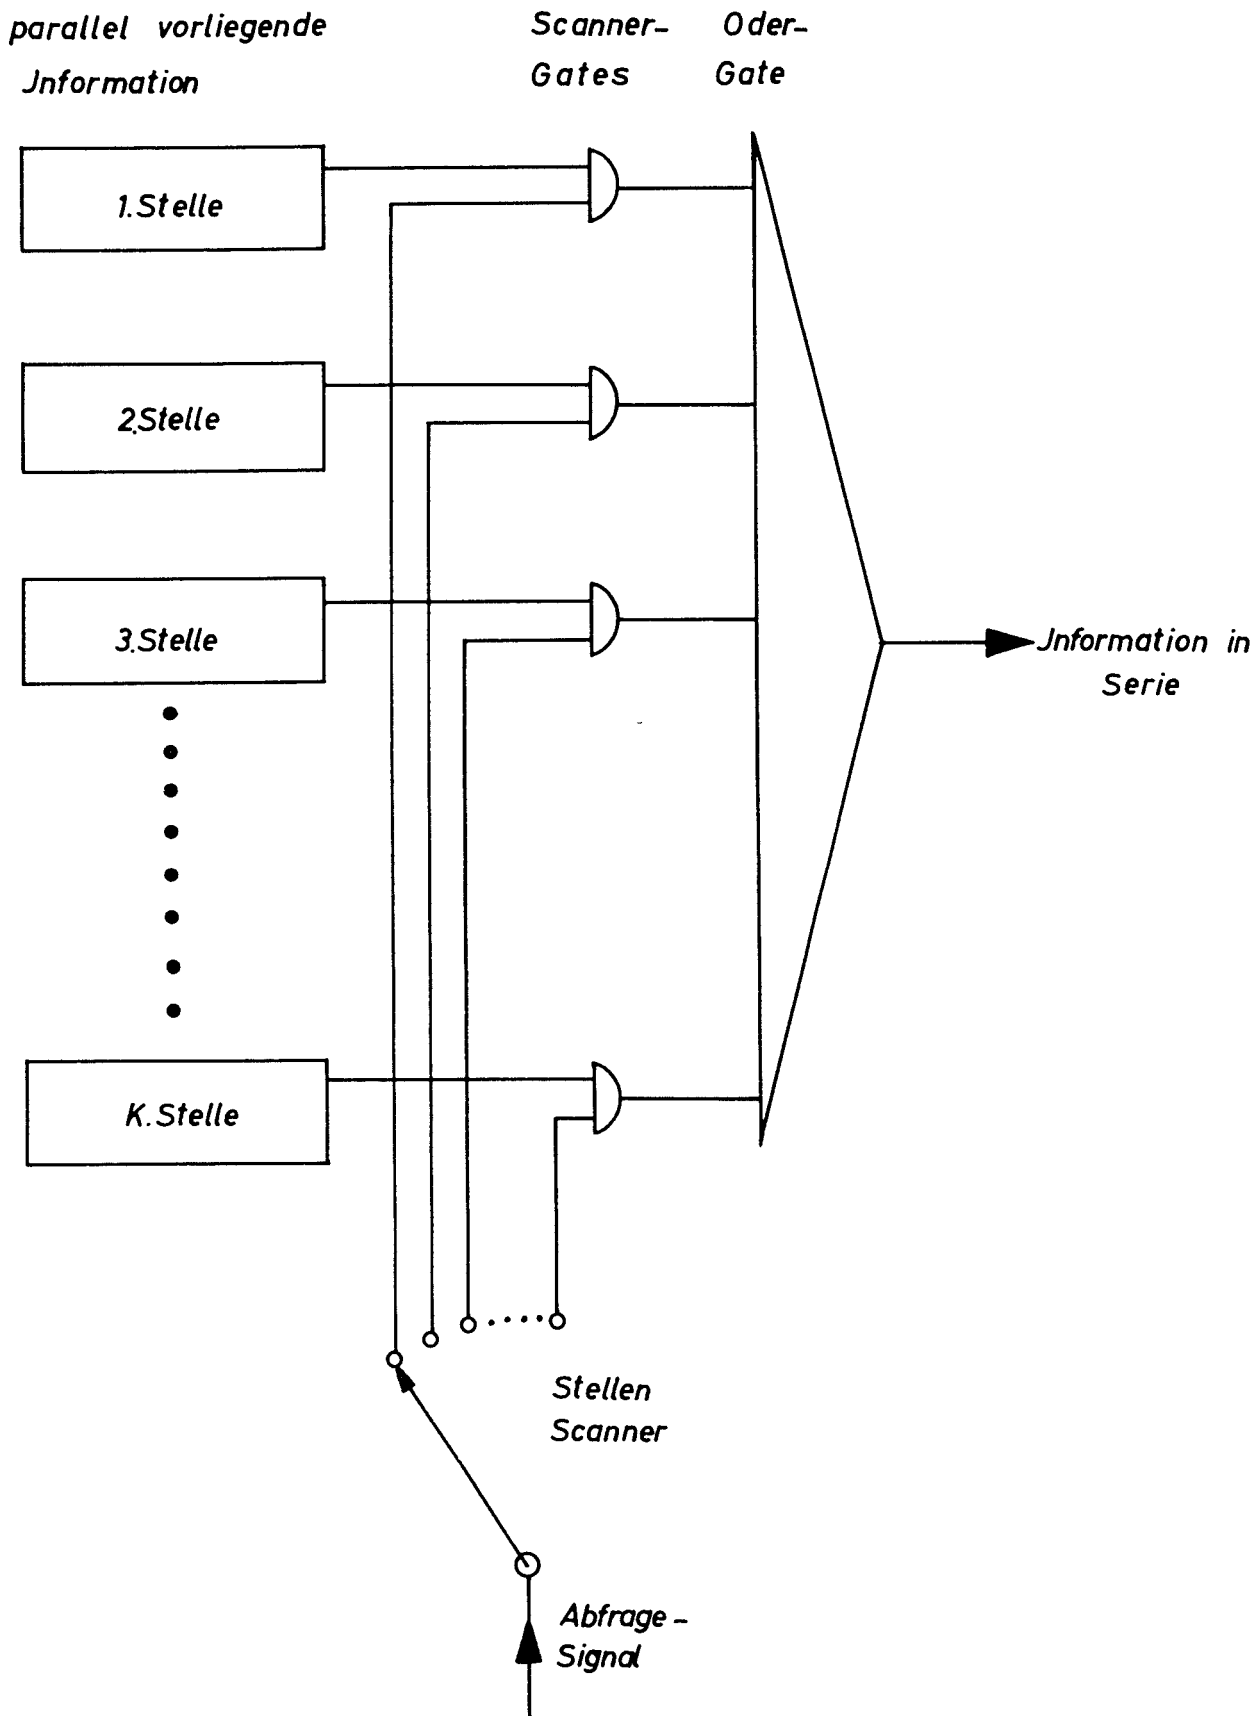 parallel vorliegende
Jnformation
Scanner-
Gates
Oder-
Gate
1.Stelle
2.Stelle
3.Stelle
K.Stelle
Jnformation in
Serie
Stellen
Scanner
Abfrage-
Signal